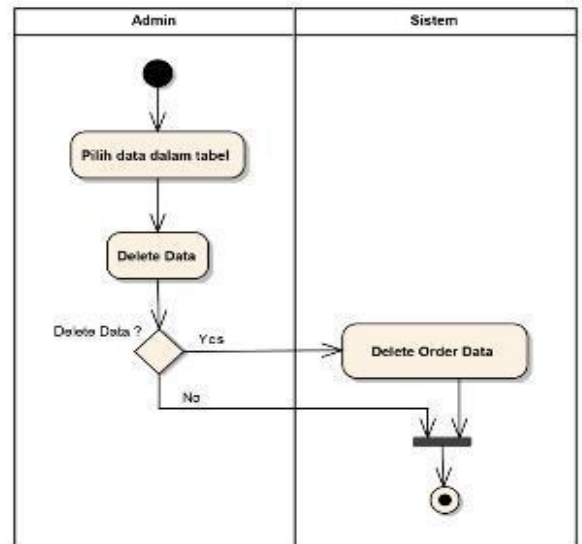 Admin
Sistem
Pilih data dalam tabel
Delete Data
Delete Data ?
Yes
Delete Order Data
No